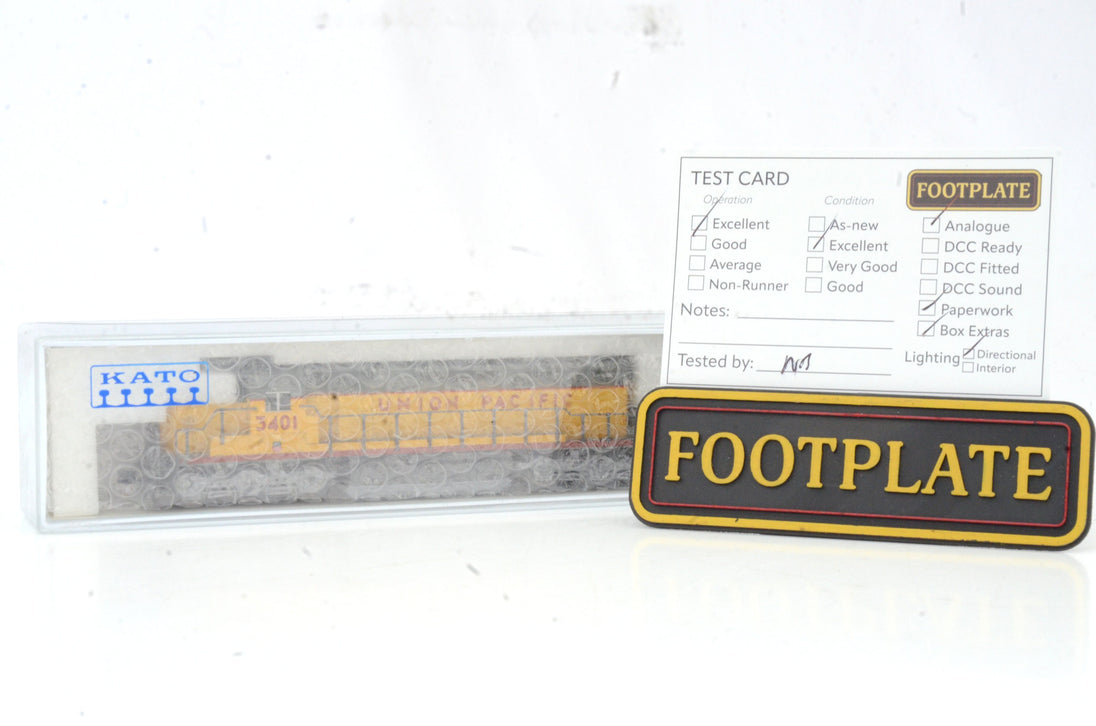 TEST CARD
FOOTPLATE
Operation
Condition
Excellent
Good
Average
Non-Runner
As-new
Excellent
Very Good
Good
Analogue
DCC Ready
DCC Fitted
DCC Sound
Paperwork
Box Extras
Lighting
Directional
Interior
Notes:
Tested by:
KATO
UNION PACIFIC
3401
FOOTPLATE